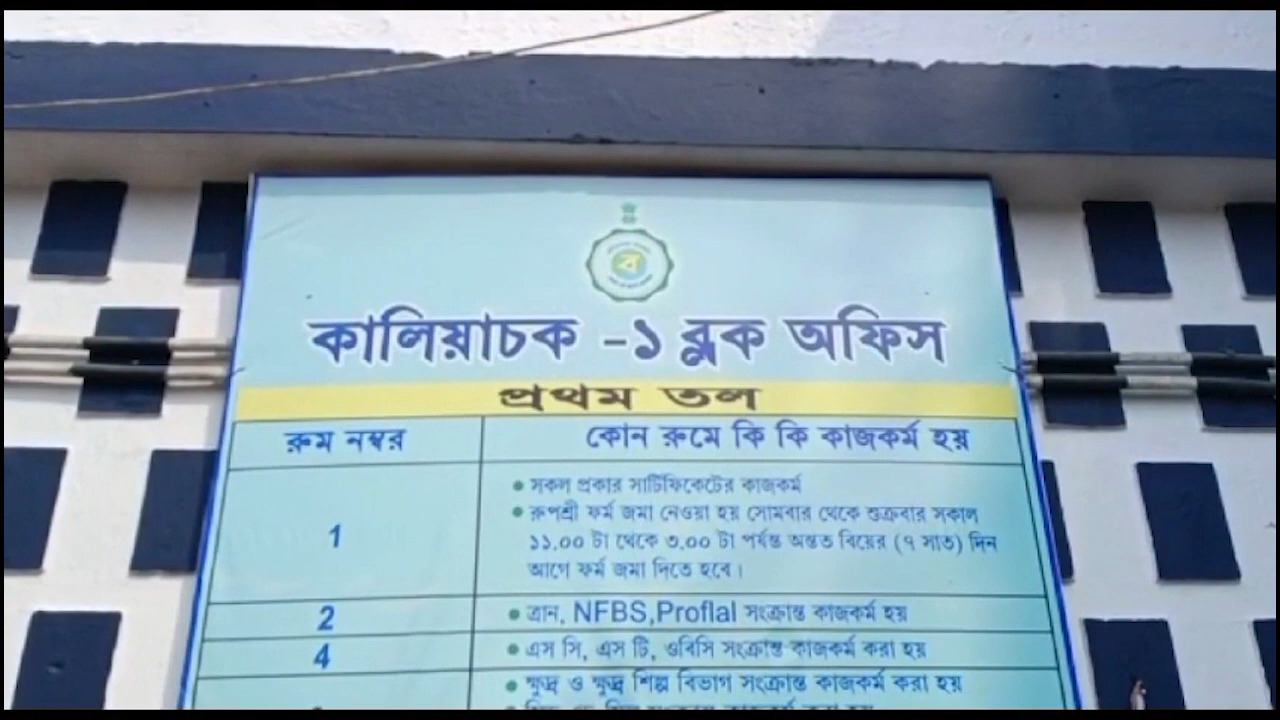 কালিয়াচক -১ ব্লক অফিস
প্রথম তল
রুম নম্বর
কোন রুমে কি কি কাজকর্ম হয়
1
• সকল প্রকার সার্টিফিকেটের কাজকর্ম
• রুপশ্রী ফর্ম জমা নেওয়া হয় সোমবার থেকে শুক্রবার সকাল
১১.০০ টা থেকে ৩.০০ টা পর্যন্ত অন্তত বিয়ের (৭ সাত) দিন
আগে ফর্ম জমা দিতে হবে।
2
• ত্রান, NFBS,Proflal সংক্রান্ত কাজকর্ম হয়
4
• এস সি, এস টি, ওবিসি সংক্রান্ত কাজকর্ম করা হয়
• ক্ষুদ্র ও ক্ষুদ্র শিল্প বিভাগ সংক্রান্ত কাজকর্ম করা হয়